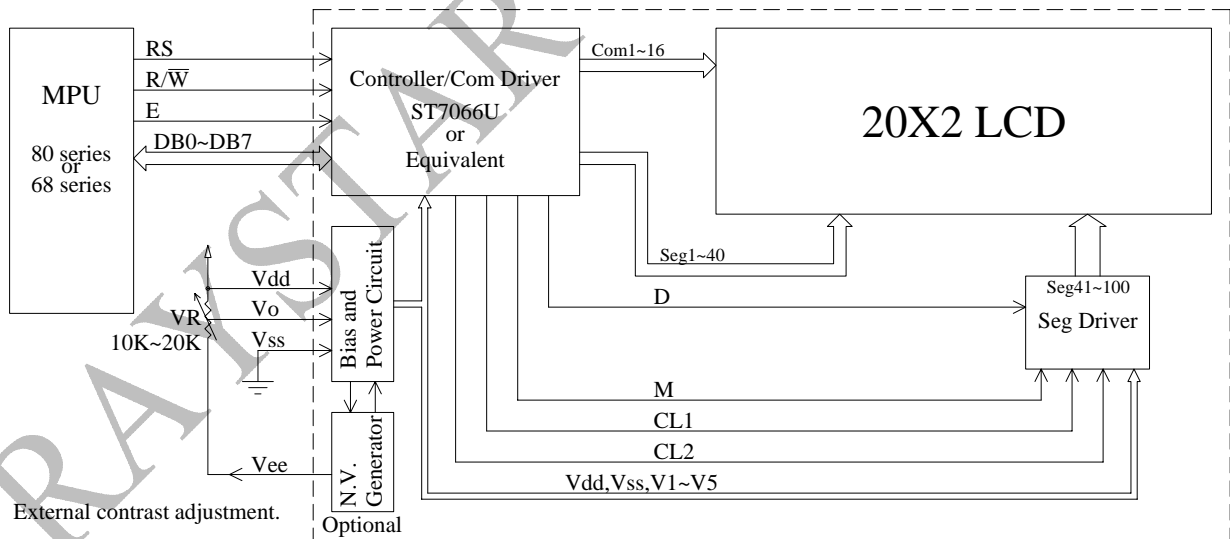 RS
R/W̅
E
DB0~DB7
MPU
80 series
or
68 series
Controller/Com Driver
ST7066U
or
Equivalent
Com1~16
20X2 LCD
Seg1~40
Seg41~100
Seg Driver
D
M
CL1
CL2
Vdd,Vss,V1~V5
Vdd
Vo
Vss
VR
10K~20K
Bias and
Power Circuit
N.V.
Generator
Vee
Optional
External contrast adjustment.
RAYSTAR